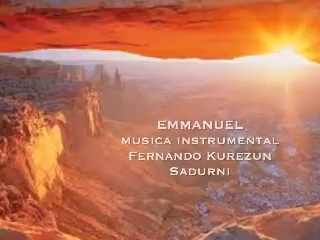 EMMANUEL
MUSICA INSTRUMENTAL
FERNANDO KUREZUN
SADURNI